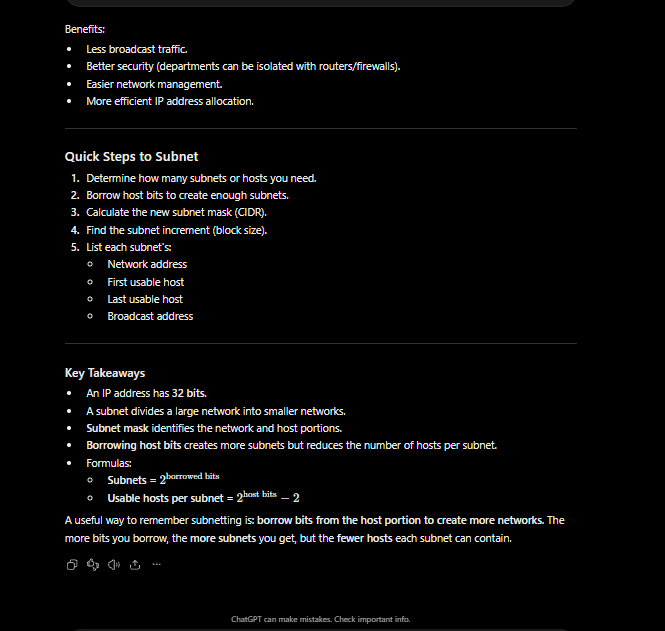 Benefits:
• Less broadcast traffic.
• Better security (departments can be isolated with routers/firewalls).
• Easier network management.
• More efficient IP address allocation.
Quick Steps to Subnet
1. Determine how many subnets or hosts you need.
2. Borrow host bits to create enough subnets.
3. Calculate the new subnet mask (CIDR).
4. Find the subnet increment (block size).
5. List each subnet's:
○ Network address
○ First usable host
○ Last usable host
○ Broadcast address
Key Takeaways
• An IP address has 32 bits.
• A subnet divides a large network into smaller networks.
• Subnet mask identifies the network and host portions.
• Borrowing host bits creates more subnets but reduces the number of hosts per subnet.
• Formulas:
○ Subnets = 2^borrowed bits
○ Usable hosts per subnet = 2^host bits − 2
A useful way to remember subnetting is: borrow bits from the host portion to create more networks. The
more bits you borrow, the more subnets you get, but the fewer hosts each subnet can contain.
ChatGPT can make mistakes. Check important info.